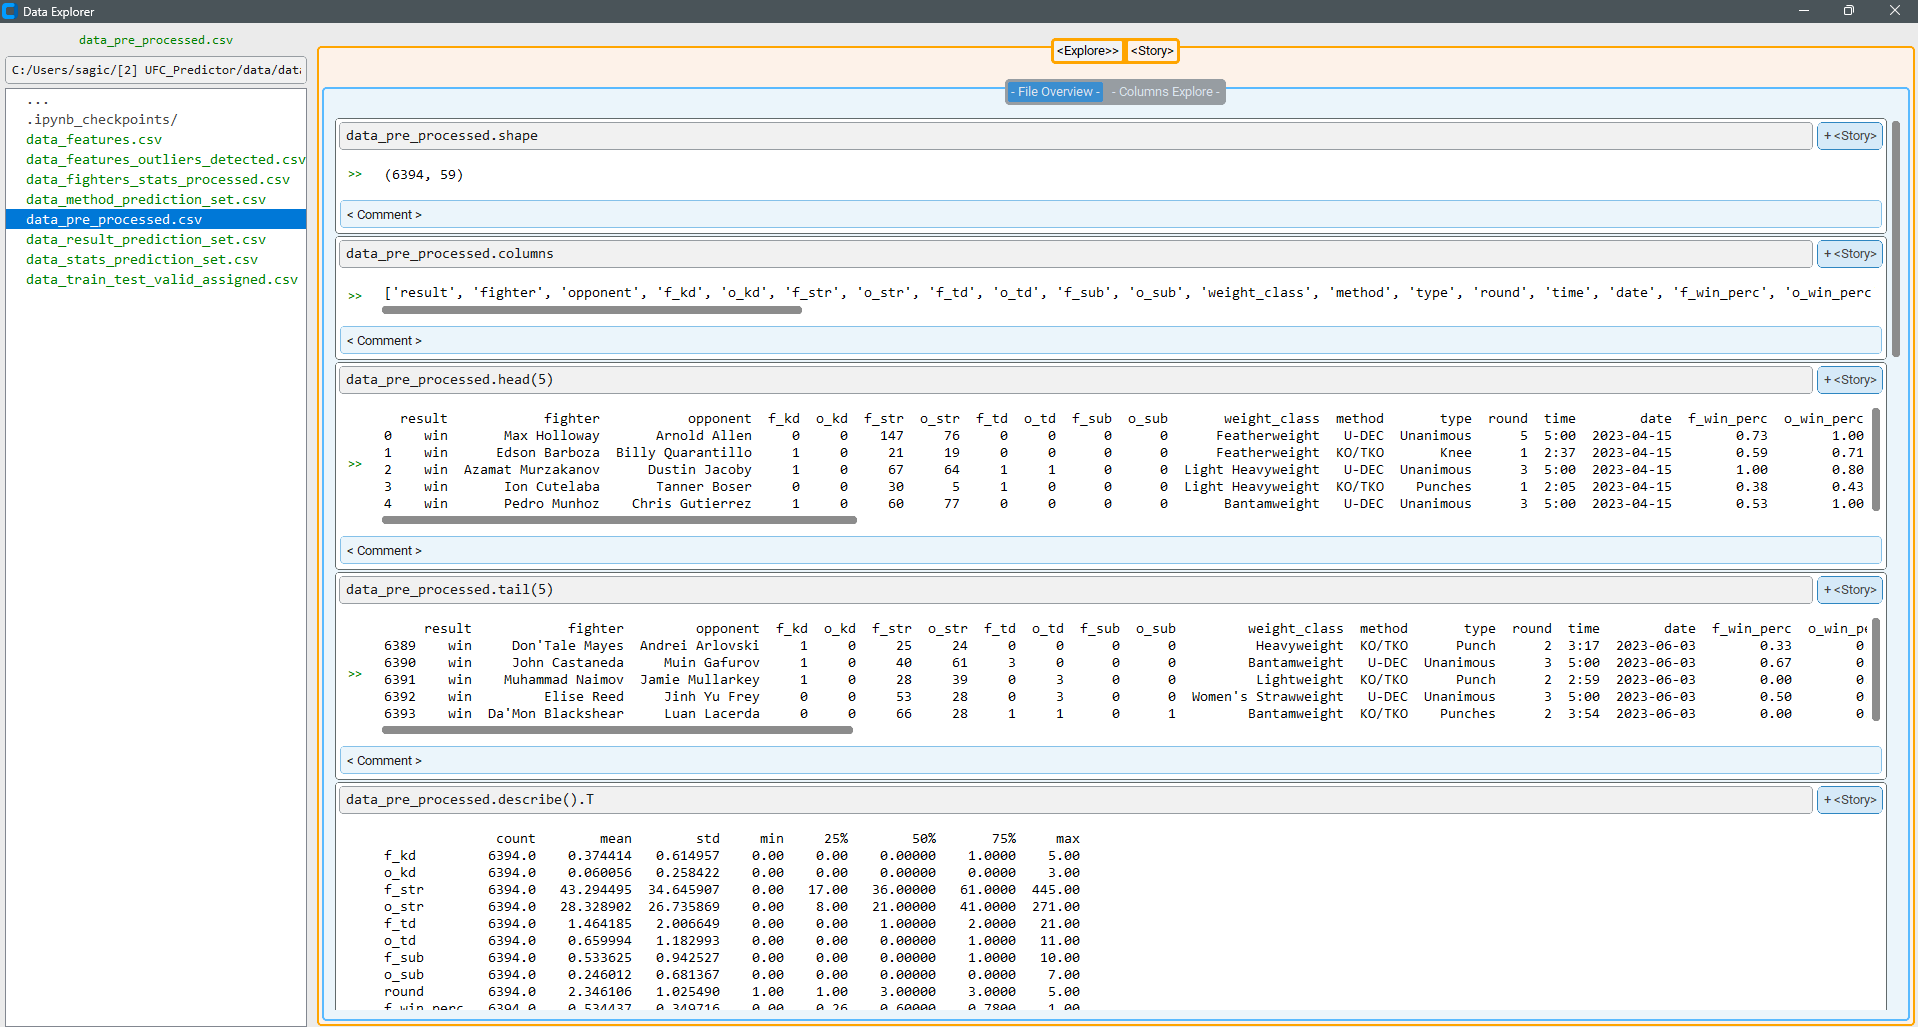 Data Explorer
data_pre_processed.csv
C:/Users/sagic/[2] UFC_Predictor/data/dat
...
.ipynb_checkpoints/
data_features.csv
data_features_outliers_detected.csv
data_fighters_stats_processed.csv
data_method_prediction_set.csv
data_pre_processed.csv
data_result_prediction_set.csv
data_stats_prediction_set.csv
data_train_test_valid_assigned.csv
<Explore>> <Story>
- File Overview - - Columns Explore -
data_pre_processed.shape + <Story>
>> (6394, 59)
< Comment >
data_pre_processed.columns + <Story>
>> ['result', 'fighter', 'opponent', 'f_kd', 'o_kd', 'f_str', 'o_str', 'f_td', 'o_td', 'f_sub', 'o_sub', 'weight_class', 'method', 'type', 'round', 'time', 'date', 'f_win_perc', 'o_win_perc
< Comment >
data_pre_processed.head(5) + <Story>
result fighter opponent f_kd o_kd f_str o_str f_td o_td f_sub o_sub weight_class method type round time date f_win_perc o_win_perc
0 win Max Holloway Arnold Allen 0 0 147 76 0 0 0 0 Featherweight U-DEC Unanimous 5 5:00 2023-04-15 0.73 1.00
1 win Edson Barboza Billy Quarantillo 1 0 21 19 0 0 0 0 Featherweight KO/TKO Knee 1 2:37 2023-04-15 0.59 0.71
>> 2 win Azamat Murzakanov Dustin Jacoby 1 0 67 64 1 1 0 0 Light Heavyweight U-DEC Unanimous 3 5:00 2023-04-15 1.00 0.80
3 win Ion Cutelaba Tanner Boser 0 0 30 5 1 0 0 0 Light Heavyweight KO/TKO Punches 1 2:05 2023-04-15 0.38 0.43
4 win Pedro Munhoz Chris Gutierrez 1 0 60 77 0 0 0 0 Bantamweight U-DEC Unanimous 3 5:00 2023-04-15 0.53 1.00
< Comment >
data_pre_processed.tail(5) + <Story>
result fighter opponent f_kd o_kd f_str o_str f_td o_td f_sub o_sub weight_class method type round time date f_win_perc o_win_pe
6389 win Don'Tale Mayes Andrei Arlovski 1 0 25 24 0 0 0 0 Heavyweight KO/TKO Punch 2 3:17 2023-06-03 0.33 0
6390 win John Castaneda Muin Gafurov 1 0 40 61 3 0 0 0 Bantamweight U-DEC Unanimous 3 5:00 2023-06-03 0.67 0
>> 6391 win Muhammad Naimov Jamie Mullarkey 1 0 28 39 0 3 0 0 Lightweight KO/TKO Punch 2 2:59 2023-06-03 0.00 0
6392 win Elise Reed Jinh Yu Frey 0 0 53 28 0 3 0 0 Women's Strawweight U-DEC Unanimous 3 5:00 2023-06-03 0.50 0
6393 win Da'Mon Blackshear Luan Lacerda 0 0 66 28 1 1 0 1 Bantamweight KO/TKO Punches 2 3:54 2023-06-03 0.00 0
< Comment >
data_pre_processed.describe().T + <Story>
count mean std min 25% 50% 75% max
f_kd 6394.0 0.374414 0.614957 0.00 0.00 0.00000 1.0000 5.00
o_kd 6394.0 0.060056 0.258422 0.00 0.00 0.00000 0.0000 3.00
f_str 6394.0 43.294495 34.645907 0.00 17.00 36.00000 61.0000 445.00
o_str 6394.0 28.328902 26.735869 0.00 8.00 21.00000 41.0000 271.00
f_td 6394.0 1.464185 2.006649 0.00 0.00 1.00000 2.0000 21.00
o_td 6394.0 0.659994 1.182993 0.00 0.00 0.00000 1.0000 11.00
f_sub 6394.0 0.533625 0.942527 0.00 0.00 0.00000 1.0000 10.00
o_sub 6394.0 0.246012 0.681367 0.00 0.00 0.00000 0.0000 7.00
round 6394.0 2.346106 1.025490 1.00 1.00 3.00000 3.0000 5.00
f_win_perc 6394.0 0.534437 0.349716 0.00 0.26 0.60000 0.7800 1.00